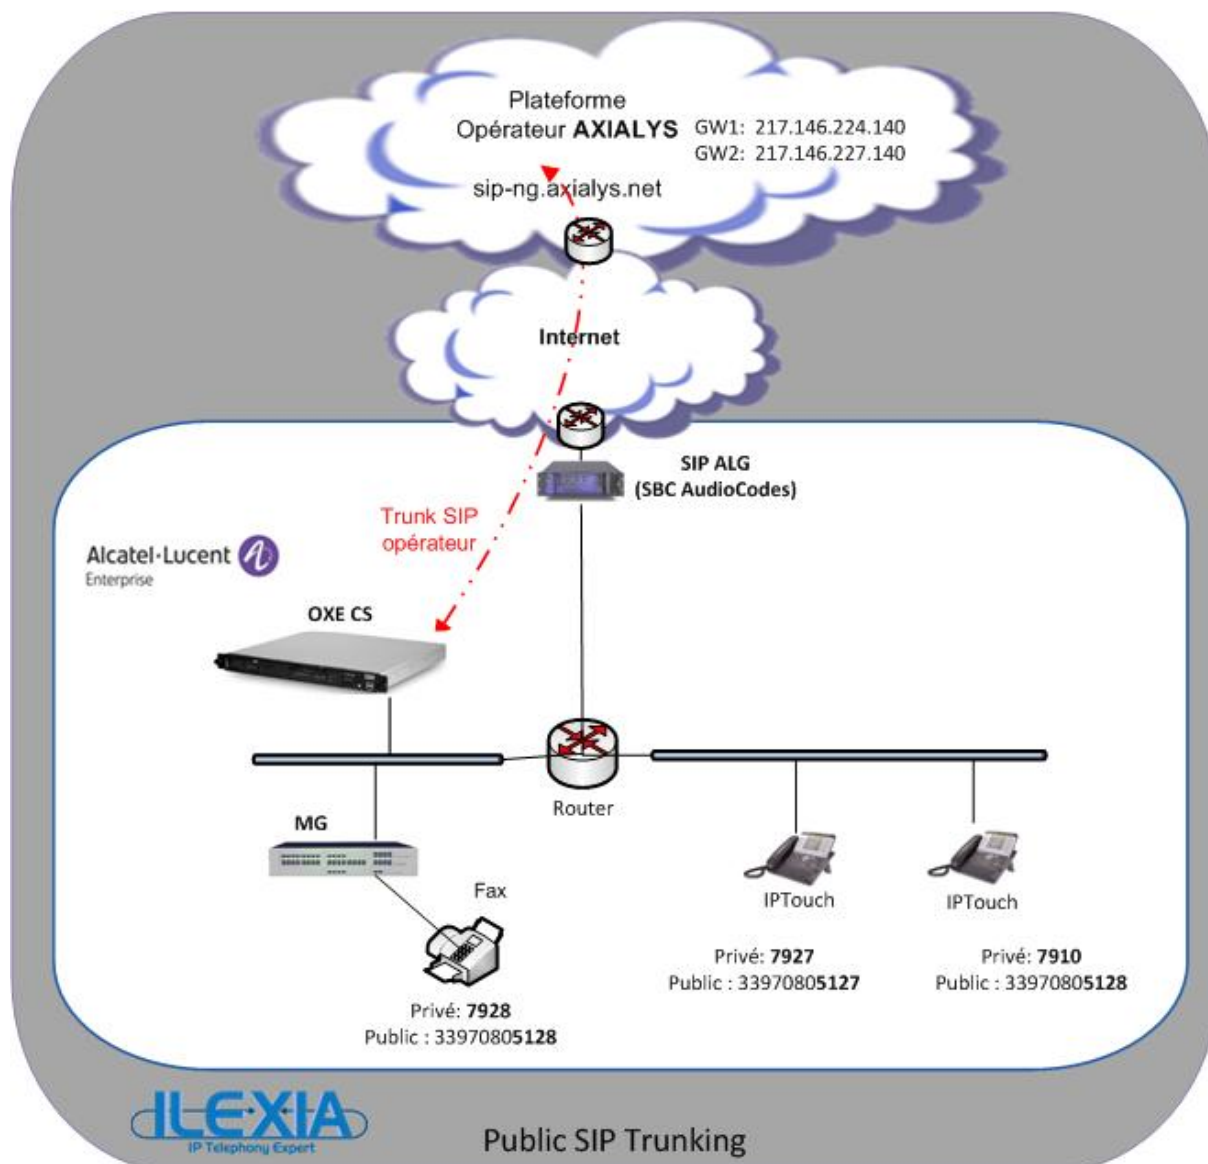 Plateforme
Opérateur AXIALYS
GW1: 217.146.224.140
GW2: 217.146.227.140
sip-ng.axialys.net
Internet
SIP ALG
(SBC AudioCodes)
Trunk SIP
opérateur
Alcatel·Lucent
Enterprise
OXE CS
Router
MG
Fax
IPTouch
IPTouch
Privé: 7927
Public : 33970805127
Privé: 7910
Public : 33970805128
Privé: 7928
Public : 33970805128
ILEXIA
IP Telephony Expert
Public SIP Trunking